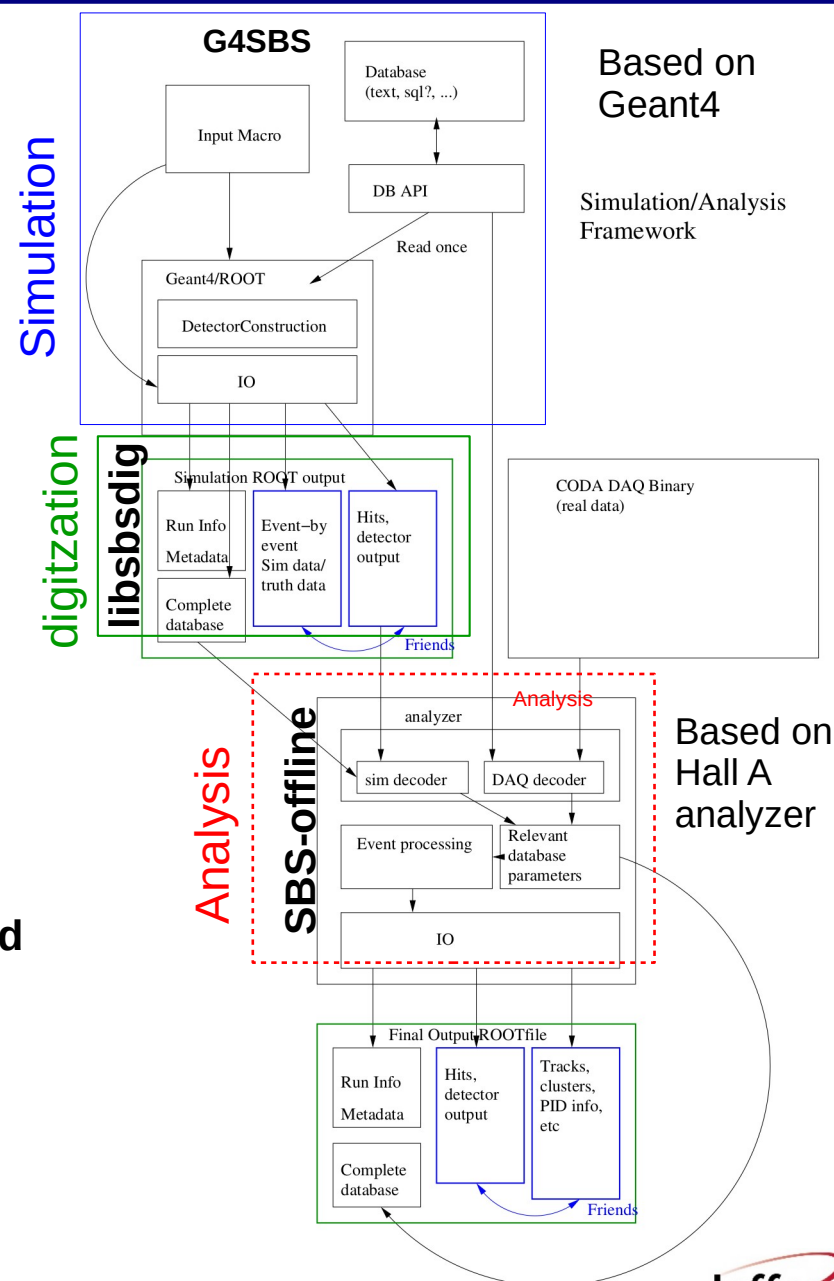 G4SBS
Database
(text, sql?, ...)
Based on
Geant4
Input Macro
DB API
Simulation/Analysis
Framework
Simulation
Read once
Geant4/ROOT
DetectorConstruction
IO
digitzation
libsbsdig
Simulation ROOT output
Run Info
Metadata
Event−by
event
Sim data/
truth data
Hits,
detector
output
Complete
database
Friends
CODA DAQ Binary
(real data)
Analysis
SBS-offline
Analysis
analyzer
sim decoder
DAQ decoder
Based on
Hall A
analyzer
Event processing
Relevant
database
parameters
IO
d
Final Output ROOTfile
Run Info
Metadata
Hits,
detector
output
Tracks,
clusters,
PID info,
etc
Complete
database
Friends